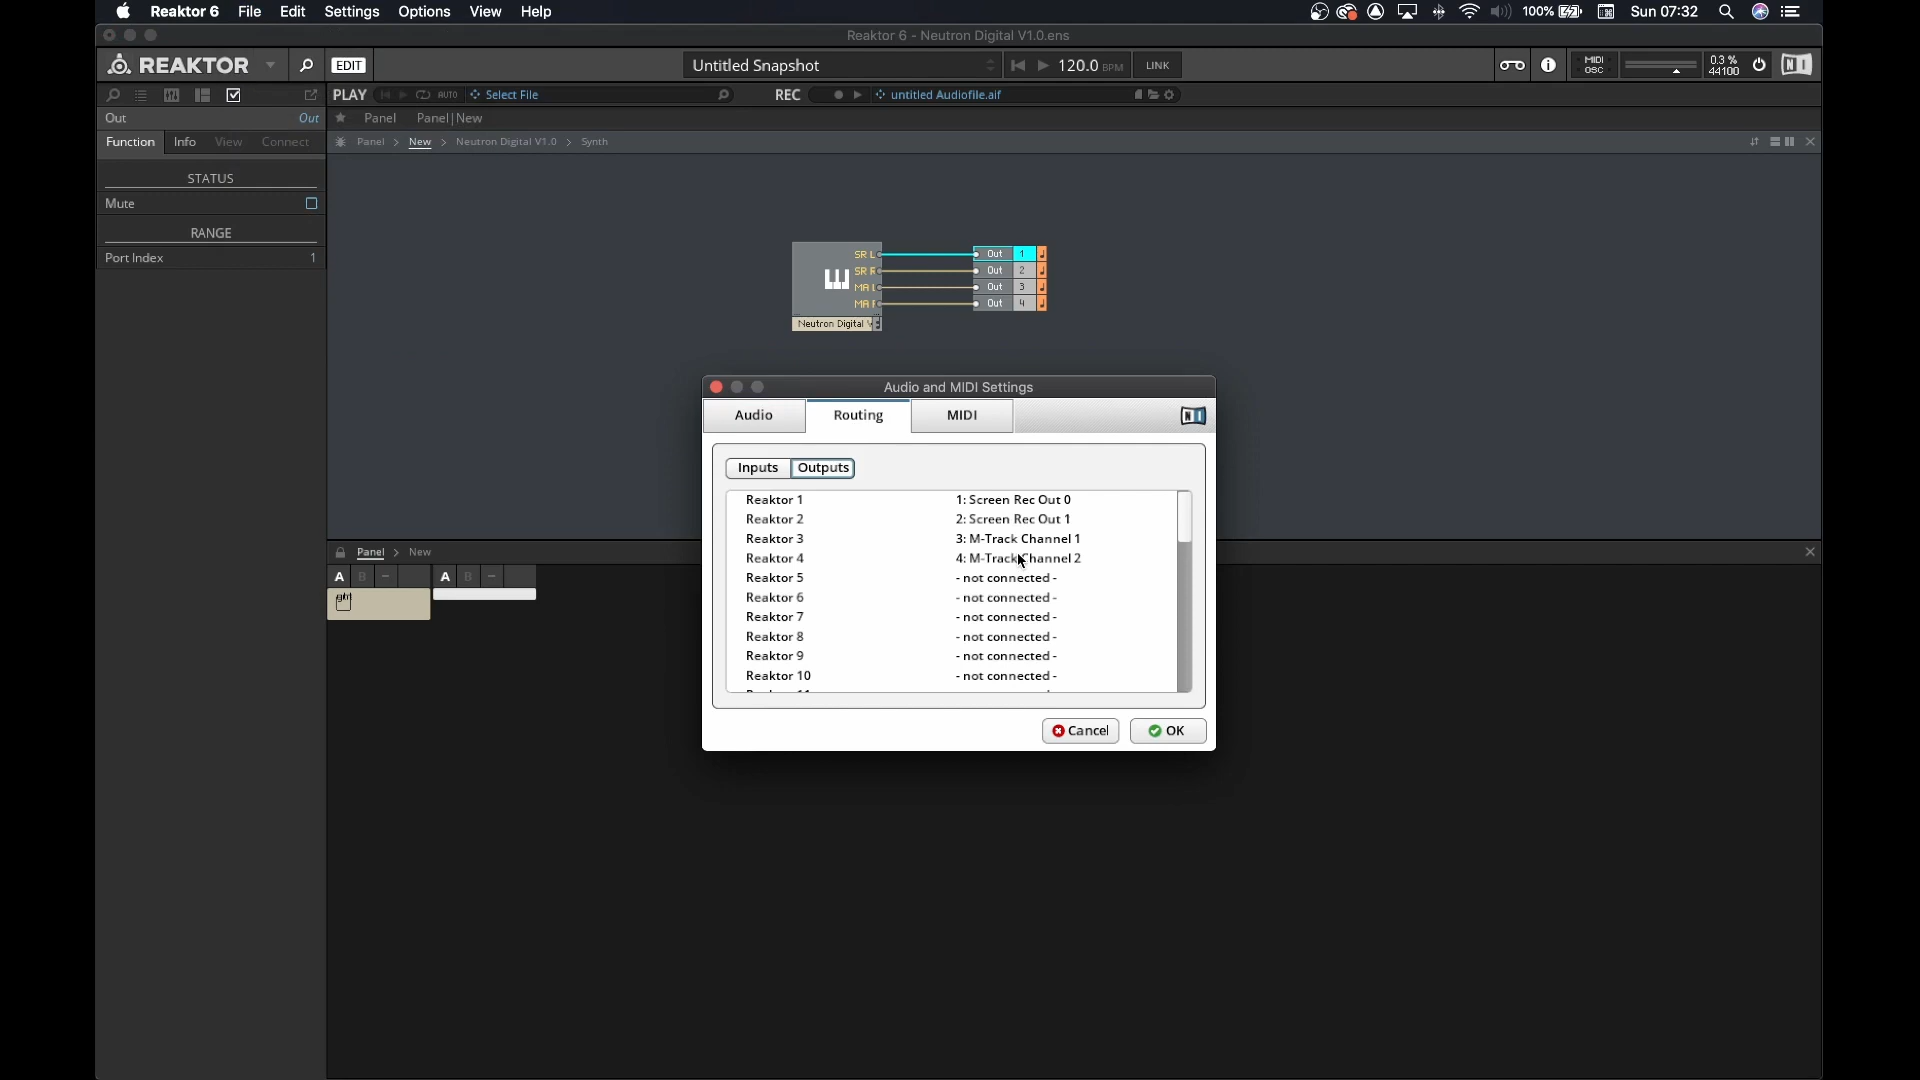 Reaktor 6 File Edit Settings Options View Help 100% Sun 07:32
Reaktor 6 - Neutron Digital V1.0.ens
REAKTOR EDIT Untitled Snapshot 120.0 BPM LINK MIDI OSC 0.3 % 44100 NI
PLAY AUTO Select File REC untitled Audiofile.aif
Out Out Panel Panel|New
Function Info View Connect Panel > New > Neutron Digital V1.0 > Synth
STATUS
Mute
RANGE
Port Index 1
SR L Out 1
SR R Out 2
MA L Out 3
Out 4
Neutron Digital
Audio and MIDI Settings
Audio Routing MIDI NI
Inputs Outputs
Reaktor 1 1: Screen Rec Out 0
Reaktor 2 2: Screen Rec Out 1
Reaktor 3 3: M-Track Channel 1
Reaktor 4 4: M-Track Channel 2
Reaktor 5 - not connected -
Reaktor 6 - not connected -
Reaktor 7 - not connected -
Reaktor 8 - not connected -
Reaktor 9 - not connected -
Reaktor 10 - not connected -
Cancel OK
Panel > New
A B A B